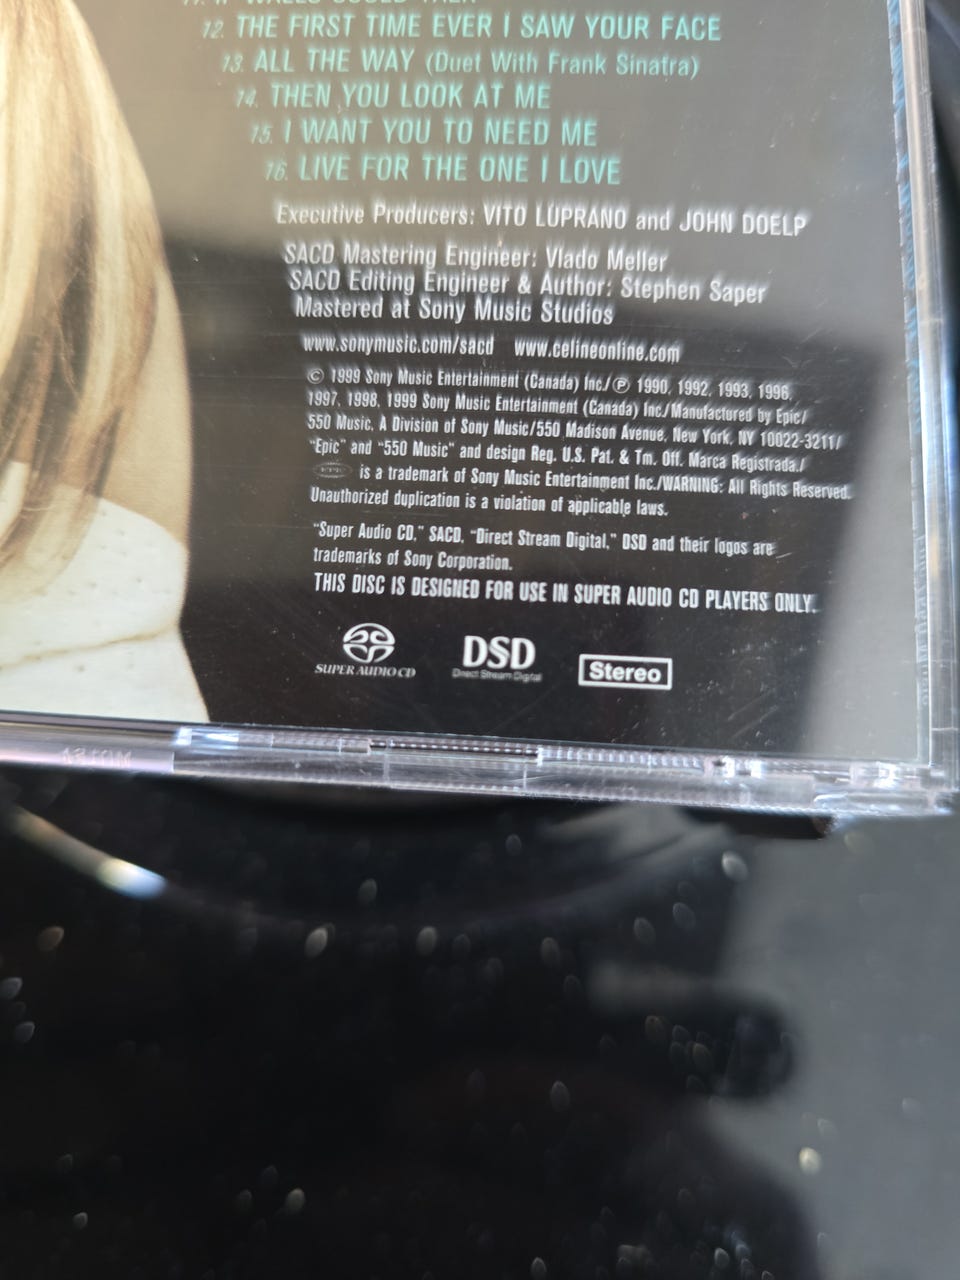 11. IF WALLS COULD TALK
12. THE FIRST TIME EVER I SAW YOUR FACE
13. ALL THE WAY (Duet With Frank Sinatra)
14. THEN YOU LOOK AT ME
15. I WANT YOU TO NEED ME
16. LIVE FOR THE ONE I LOVE
Executive Producers: VITO LUPRANO and JOHN DOELP
SACD Mastering Engineer: Vlado Meller
SACD Editing Engineer & Author: Stephen Saper
Mastered at Sony Music Studios
www.sonymusic.com/sacd www.celineonline.com
© 1999 Sony Music Entertainment (Canada) Inc./ ℗ 1990, 1992, 1993, 1996,
1997, 1998, 1999 Sony Music Entertainment (Canada) Inc./Manufactured by Epic/
550 Music, A Division of Sony Music/550 Madison Avenue, New York, NY 10022-3211/
"Epic" and "550 Music" and design Reg. U.S. Pat. & Tm. Off. Marca Registrada./
is a trademark of Sony Music Entertainment Inc./WARNING: All Rights Reserved.
Unauthorized duplication is a violation of applicable laws.
"Super Audio CD," SACD, "Direct Stream Digital," DSD and their logos are
trademarks of Sony Corporation.
THIS DISC IS DESIGNED FOR USE IN SUPER AUDIO CD PLAYERS ONLY.
SUPER AUDIO CD
DSD
Direct Stream Digital
Stereo